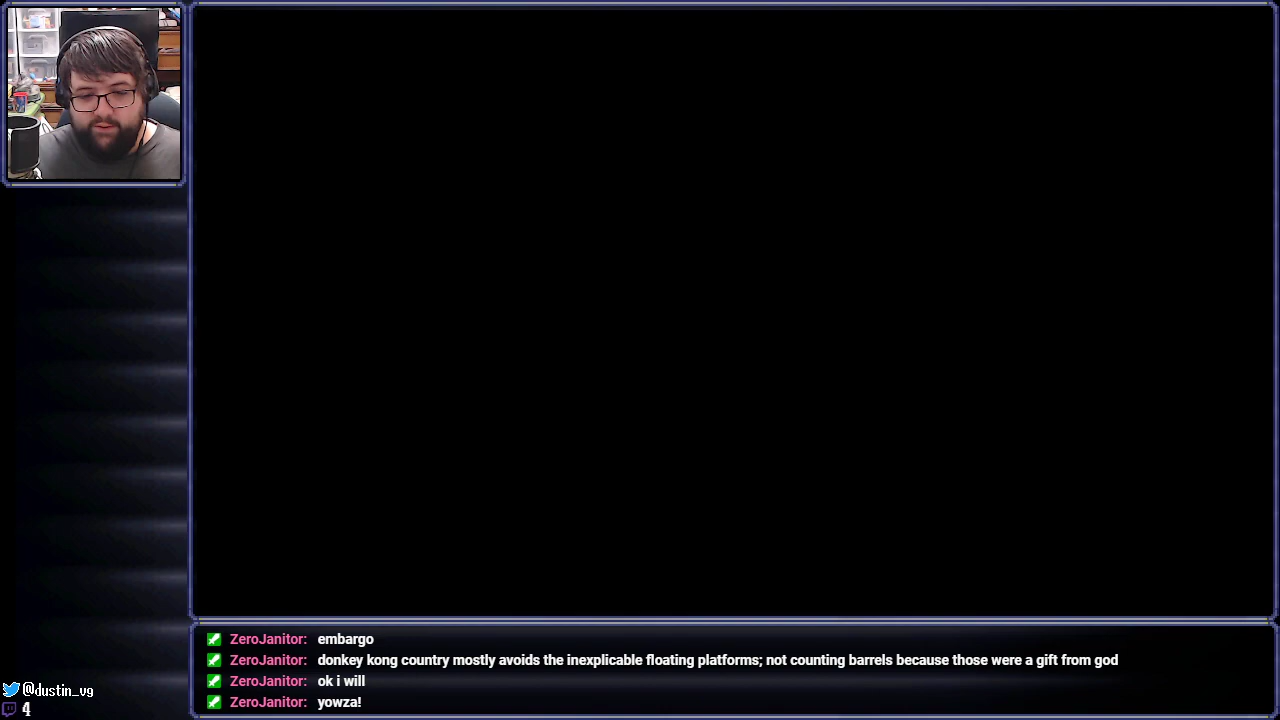 ZeroJanitor: embargo
ZeroJanitor: donkey kong country mostly avoids the inexplicable floating platforms; not counting barrels because those were a gift from god
ZeroJanitor: ok i will
@dustin_vg
ZeroJanitor: yowza!
4